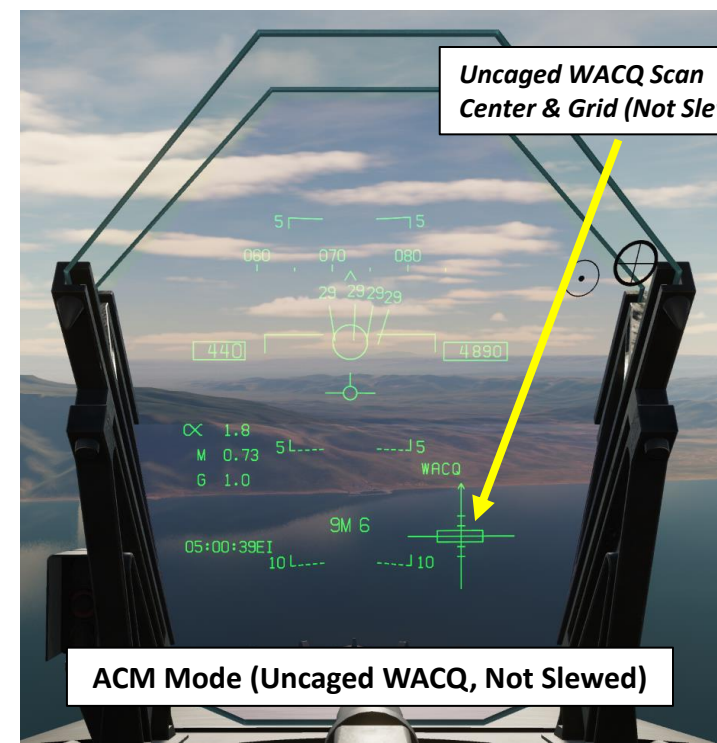 Uncaged WACQ Scan
Center & Grid (Not Sle
5 5
060 070 080
29 29 29 29
440 4890
α 1.8
M 0.73 5 5
WACQ
G 1.0
9M 6
05:00:39EI
10 10
ACM Mode (Uncaged WACQ, Not Slewed)